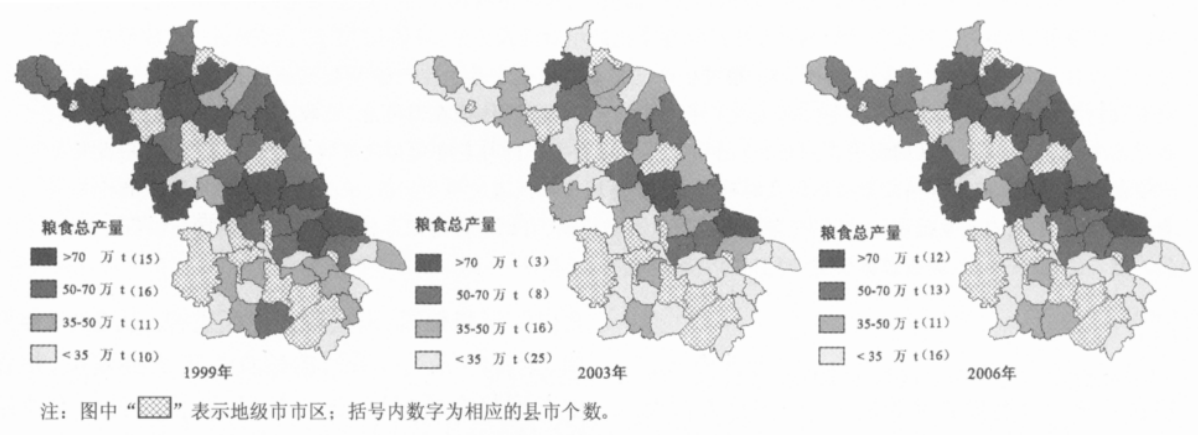 粮食总产量
>70 万 t（15）
50-70 万 t（16）
35-50 万 t（11）
<35 万 t（10）
1999年
粮食总产量
>70 万 t（3）
50-70 万 t（8）
35-50 万 t（16）
<35 万 t（25）
2003年
粮食总产量
>70 万 t（12）
50-70 万 t（13）
35-50 万 t（11）
<35 万 t（16）
2006年
注：图中“ ”表示地级市市区；括号内数字为相应的县市个数。